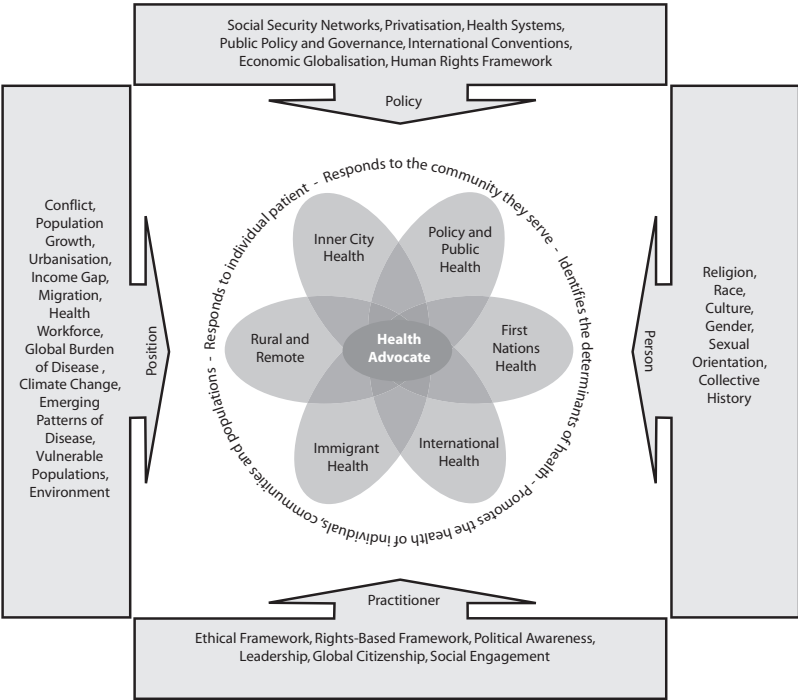 Social Security Networks, Privatisation, Health Systems,
Public Policy and Governance, International Conventions,
Economic Globalisation, Human Rights Framework
Policy
Conflict,
Population
Growth,
Urbanisation,
Income Gap,
Migration,
Health
Workforce,
Global Burden
of Disease ,
Climate Change,
Emerging
Patterns of
Disease,
Vulnerable
Populations,
Environment
Position
Responds to individual patient - Responds to the community they serve - Identifies the determinants of health - Promotes the health of individuals, communities and populations -
Inner City
Health
Policy and
Public
Health
Rural and
Remote
Health
Advocate
First
Nations
Health
Immigrant
Health
International
Health
Person
Religion,
Race,
Culture,
Gender,
Sexual
Orientation,
Collective
History
Practitioner
Ethical Framework, Rights-Based Framework, Political Awareness,
Leadership, Global Citizenship, Social Engagement